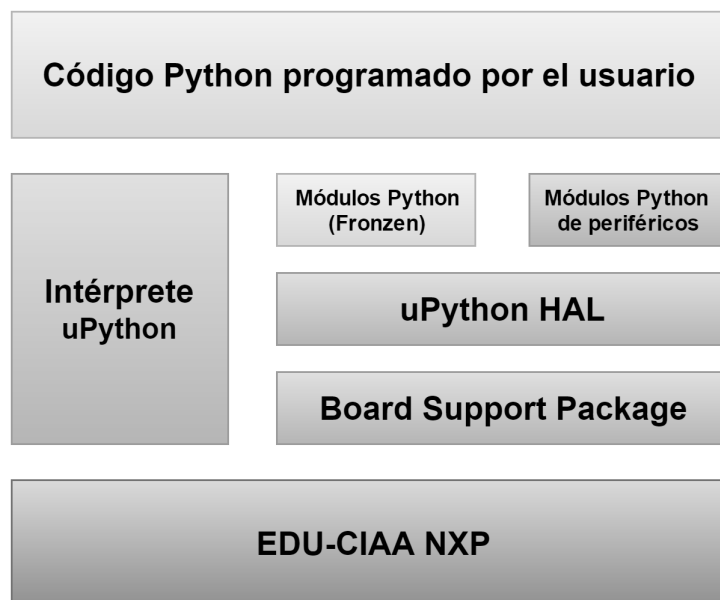 Código Python programado por el usuario
Intérprete
uPython
Módulos Python
(Fronzen)
Módulos Python
de periféricos
uPython HAL
Board Support Package
EDU-CIAA NXP